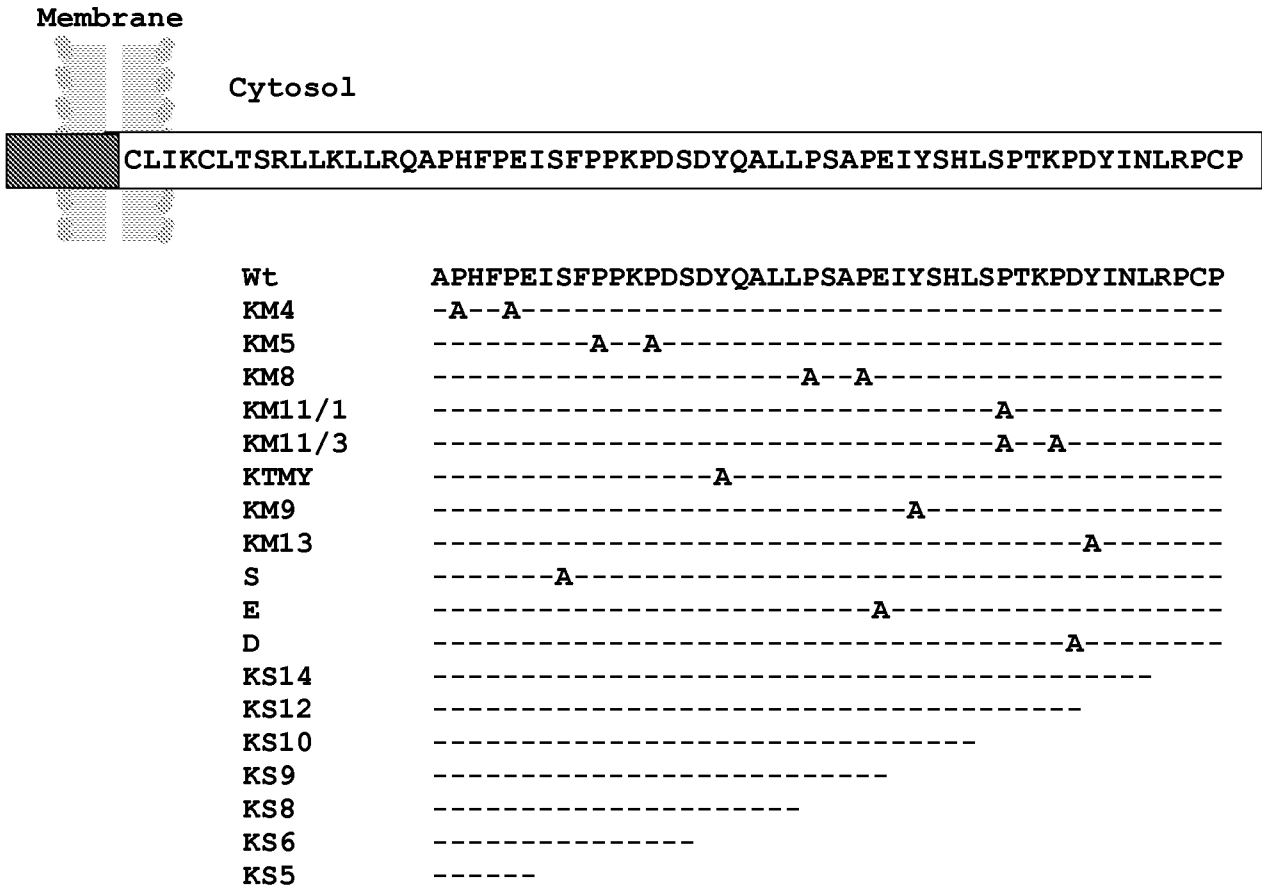 Membrane
Cytosol
CLIKCLTSRLLKLLRQAPHFPEISFPPKPDSDYQALLPSAPEIYSHLSPTKPDYINLRPCP
Wt APHFPEISFPPKPDSDYQALLPSAPEIYSHLSPTKPDYINLRPCP
KM4 -A--A----------------------------------------
KM5 ---------A--A--------------------------------
KM8 ---------------------A--A--------------------
KM11/1 --------------------------------A------------
KM11/3 --------------------------------A--A---------
KTMY ----------------A----------------------------
KM9 ---------------------------A-----------------
KM13 -------------------------------------A-------
S -------A-------------------------------------
E -------------------------A-------------------
D ------------------------------------A--------
KS14 -----------------------------------------
KS12 -------------------------------------
KS10 -------------------------------
KS9 --------------------------
KS8 ---------------------
KS6 ---------------
KS5 ------